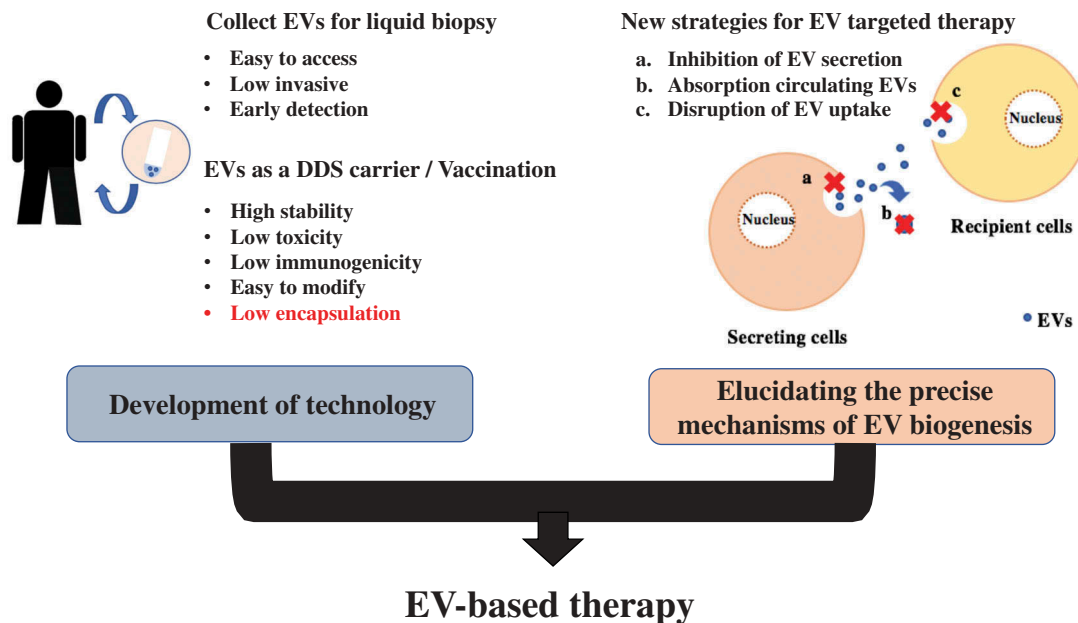 Collect EVs for liquid biopsy
• Easy to access
• Low invasive
• Early detection
EVs as a DDS carrier / Vaccination
• High stability
• Low toxicity
• Low immunogenicity
• Easy to modify
• Low encapsulation
New strategies for EV targeted therapy
a. Inhibition of EV secretion
b. Absorption circulating EVs
c. Disruption of EV uptake
c
Nucleus
Recipient cells
a
b
Nucleus
Secreting cells
EVs
Development of technology
Elucidating the precise
mechanisms of EV biogenesis
EV-based therapy